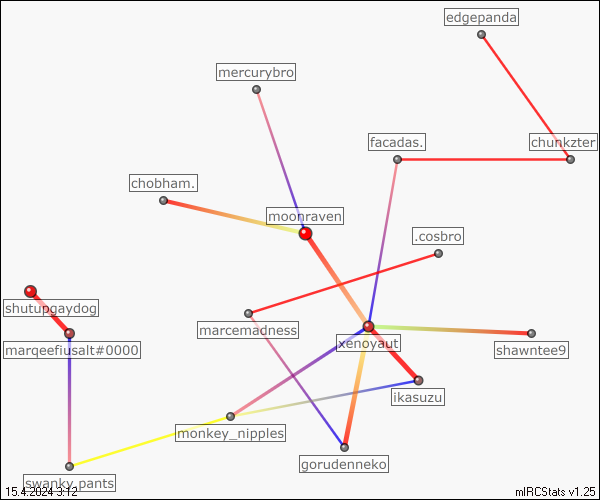 edgepanda
mercurybro
facadas.
chunkzter
chobham.
moonraven
.cosbro
shutupgaydog
marcemadness
marqeefiusalt#0000
xenoyaut
shawntee9
ikasuzu
monkey_nipples
gorudenneko
swanky.pants
15.4.2024 3:12
mIRCStats v1.25